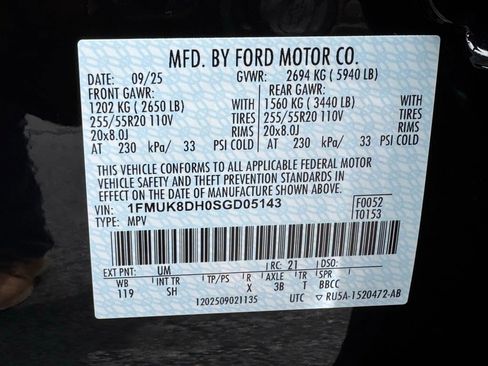 MFD. BY FORD MOTOR CO.
DATE: 09/25 GVWR: 2694 KG ( 5940 LB)
FRONT GAWR: REAR GAWR:
1202 KG ( 2650 LB) WITH 1560 KG ( 3440 LB) WITH
255/55R20 110V TIRES 255/55R20 110V TIRES
20x8.0J RIMS 20x8.0J RIMS
AT 230 kPa/ 33 PSI COLD AT 230 kPa/ 33 PSI COLD
THIS VEHICLE CONFORMS TO ALL APPLICABLE FEDERAL MOTOR
VEHICLE SAFETY AND THEFT PREVENTION STANDARDS IN
EFFECT ON THE DATE OF MANUFACTURE SHOWN ABOVE.
VIN: 1FMUK8DH0SGD05143 F0052
TYPE: MPV T0153
EXT PNT: UM RC: 21 DSO:
WB INT TR TP/PS R AXLE TR SPR
119 SH 3B T BBCC
1202509021135 UTC ▽ RU5A-1520472-AB